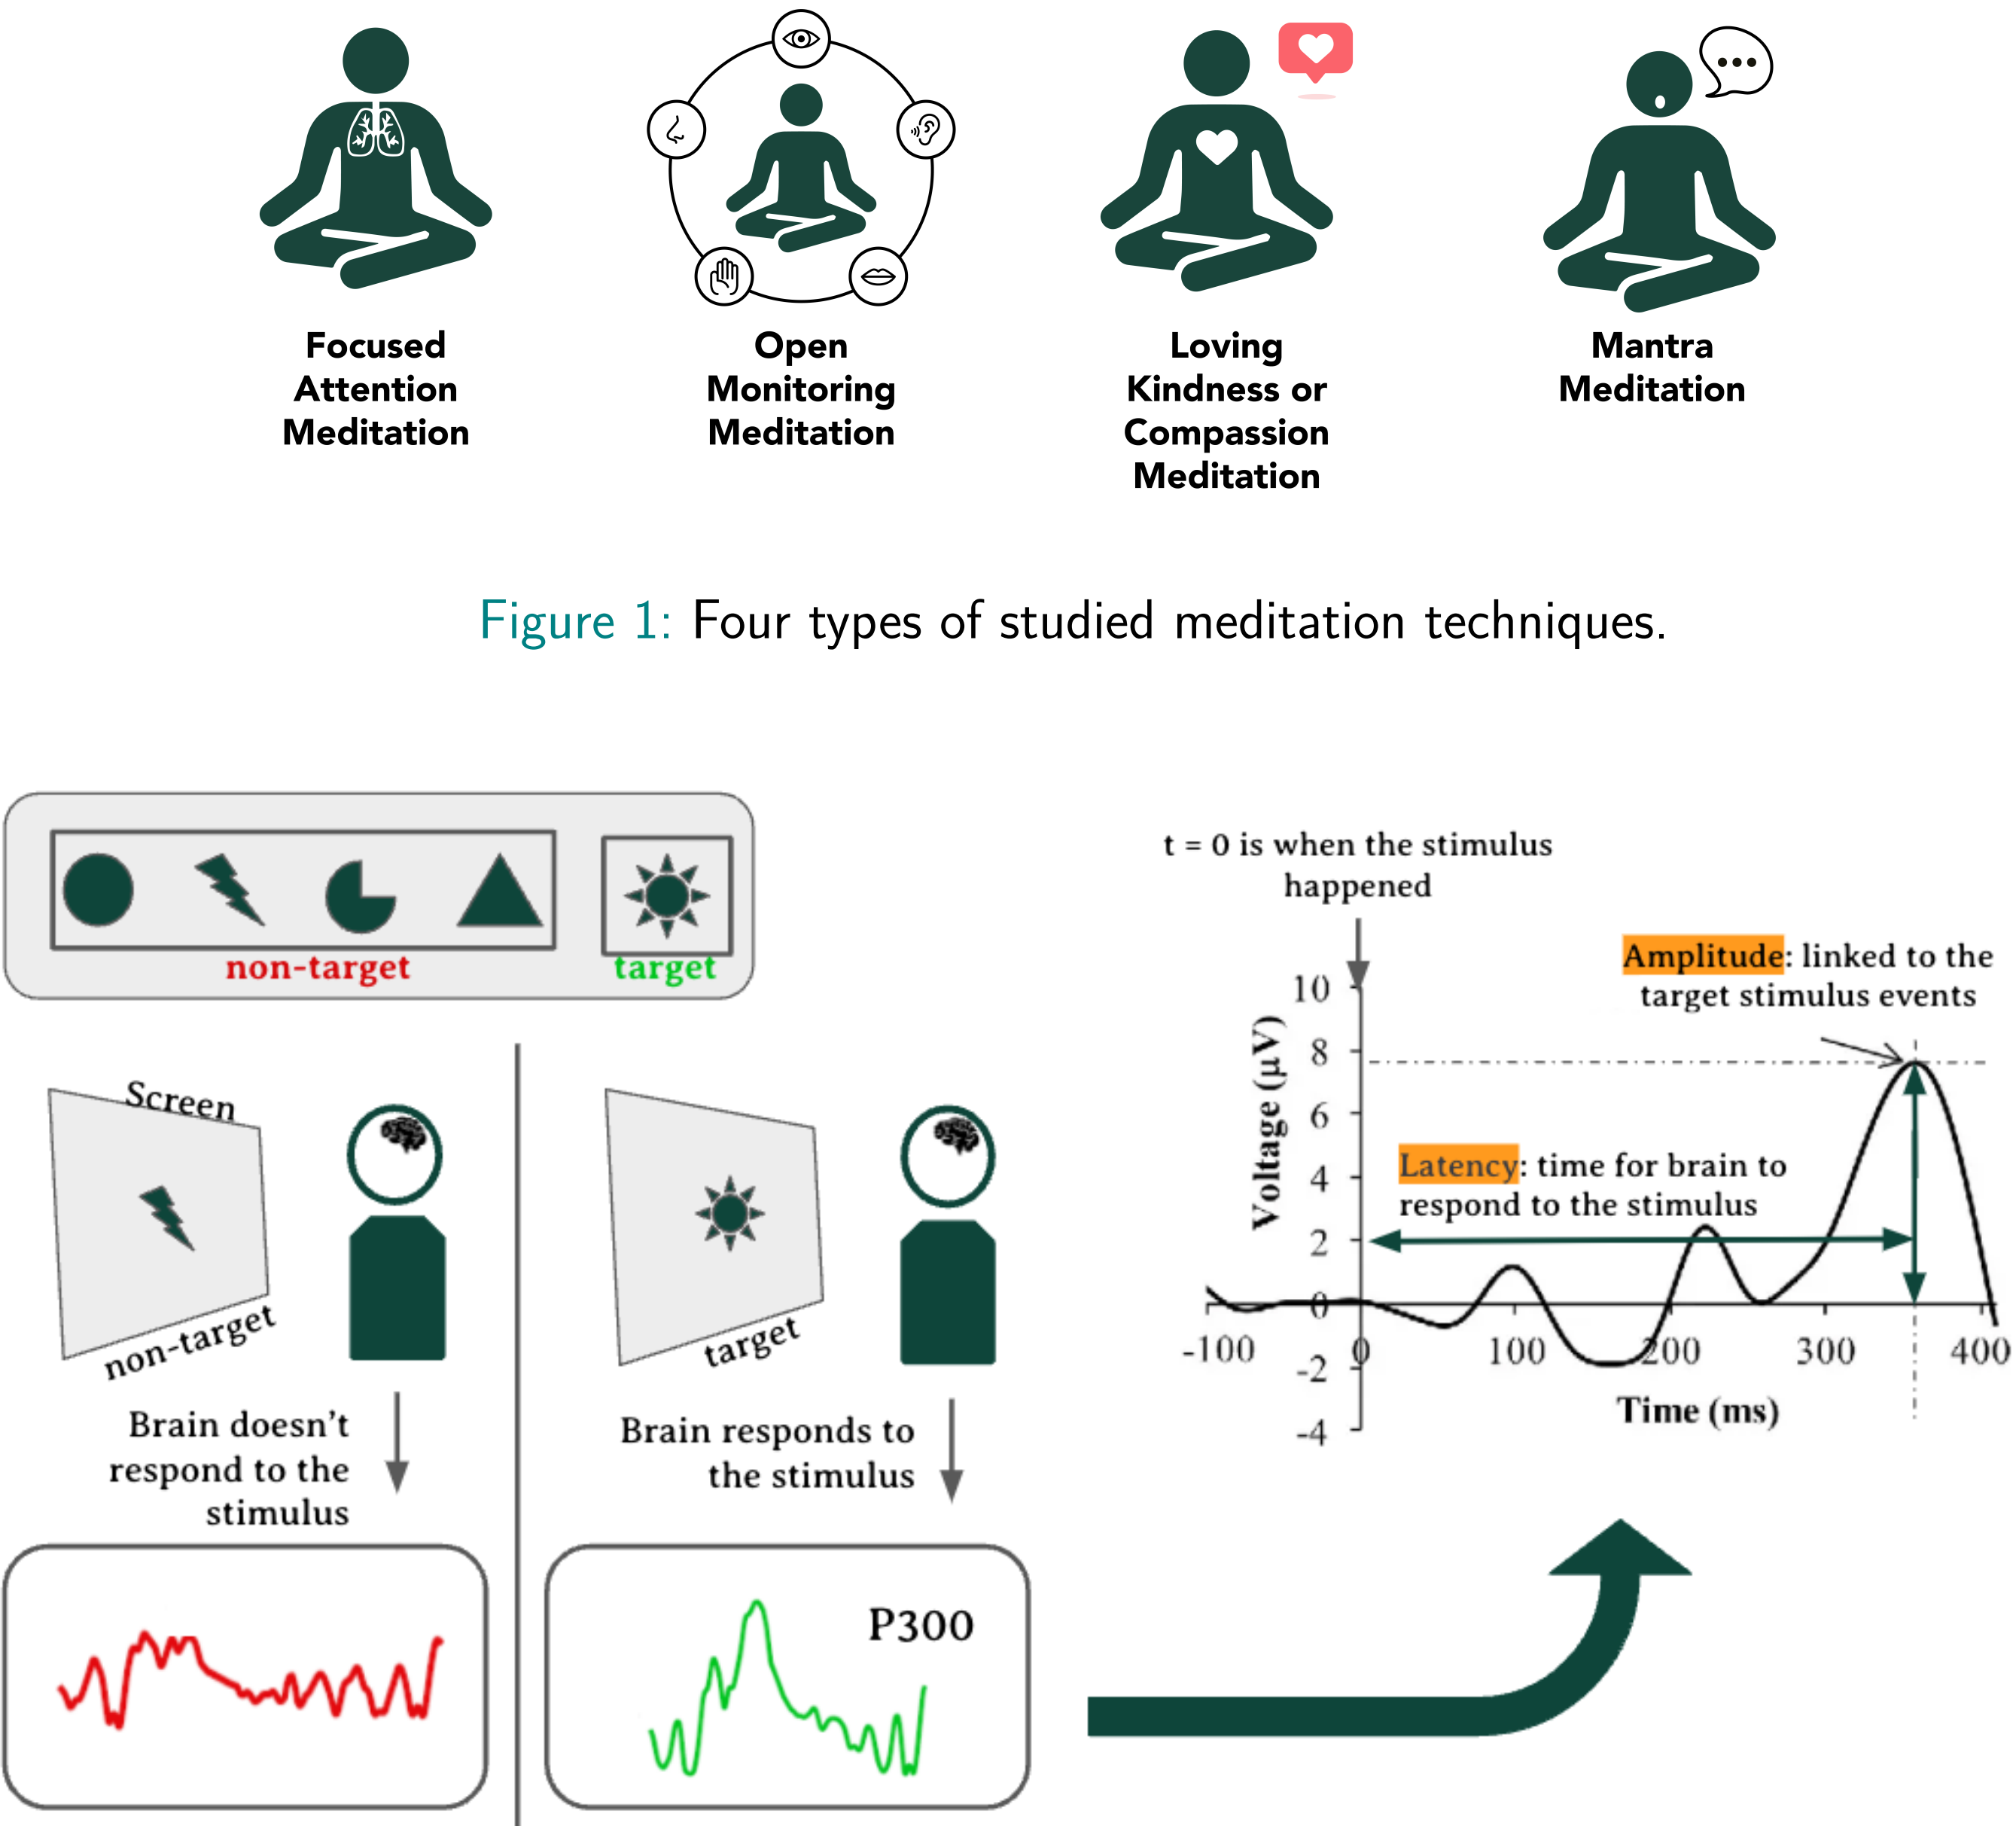 Focused
Attention
Meditation
Open
Monitoring
Meditation
Loving
Kindness or
Compassion
Meditation
Mantra
Meditation
Figure 1: Four types of studied meditation techniques.
non-target
target
Screen
non-target
Brain doesn't
respond to the
stimulus
target
Brain responds to
the stimulus
P300
t = 0 is when the stimulus
happened
Amplitude: linked to the
target stimulus events
Latency: time for brain to
respond to the stimulus
Voltage (µV)
10
8
6
4
2
0
-2
-4
-100
0
100
200
300
400
Time (ms)